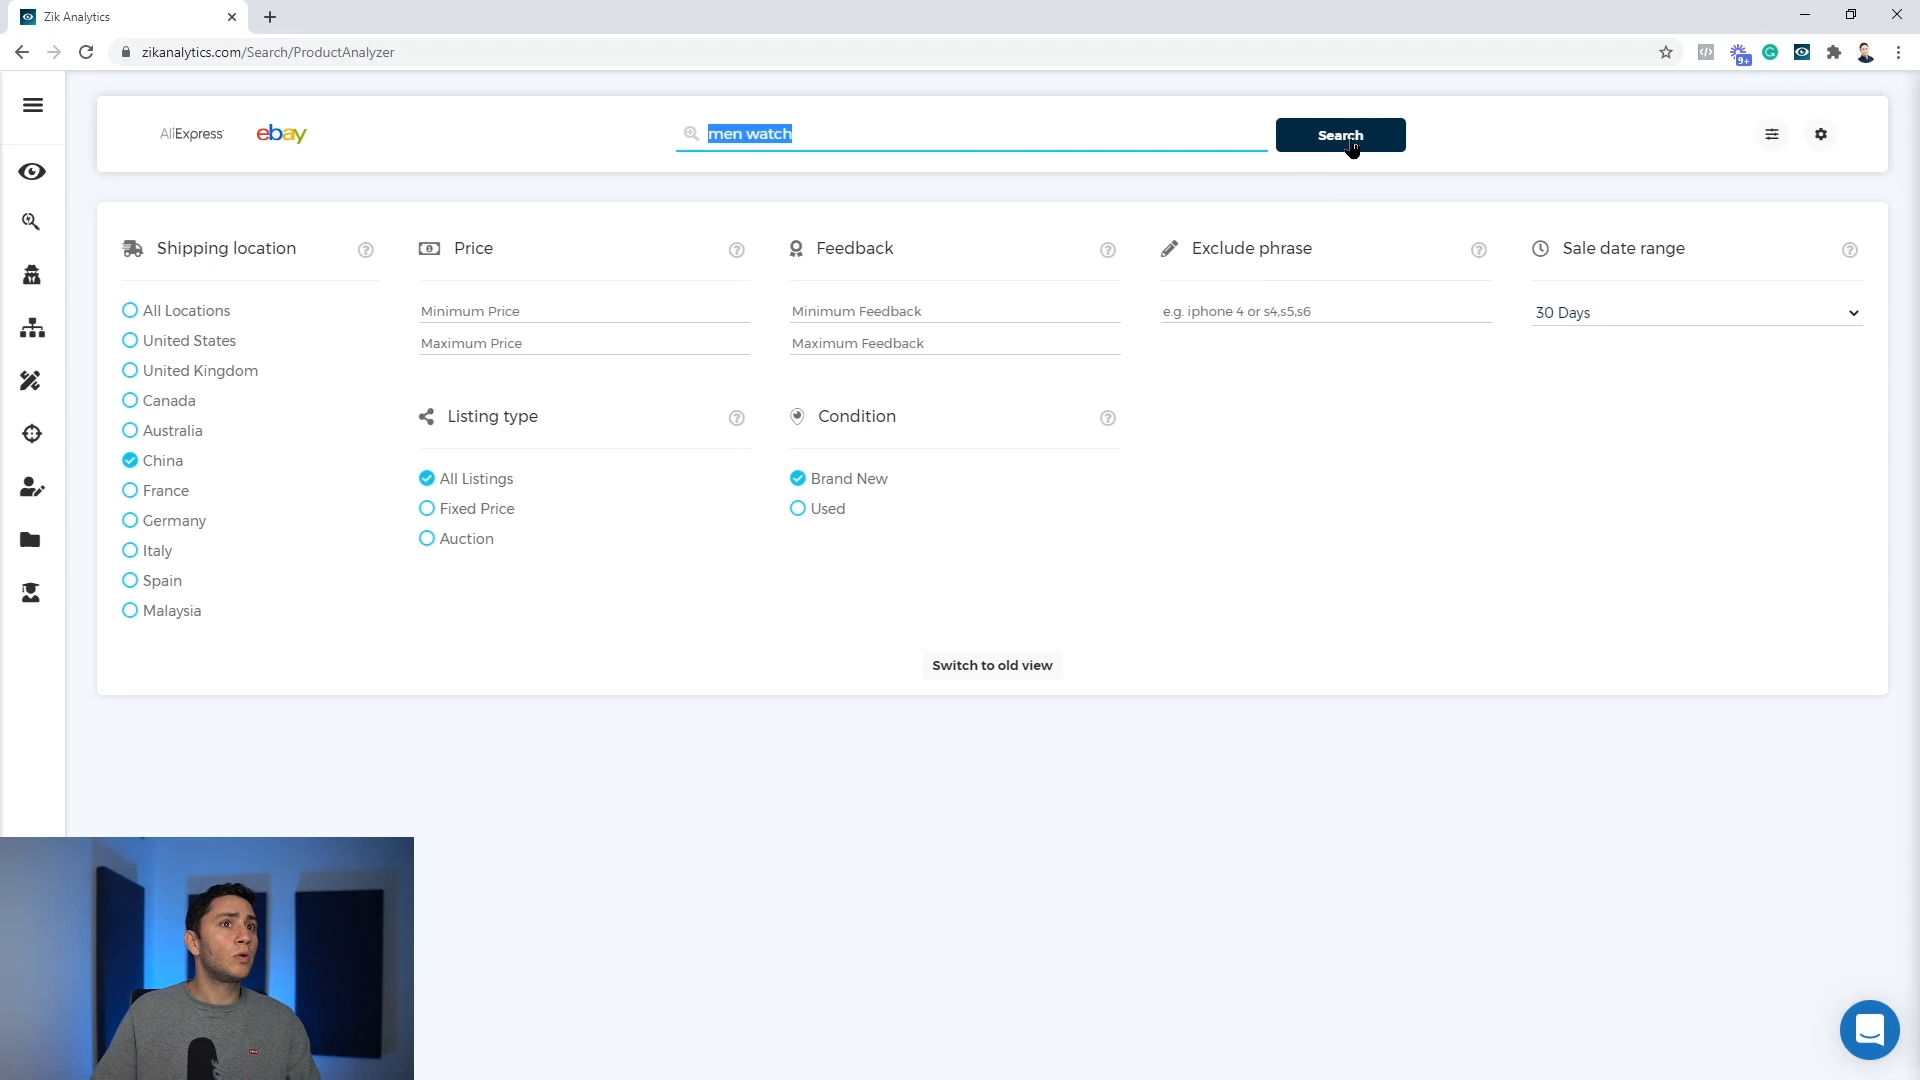 Zik Analytics
zikanalytics.com/Search/ProductAnalyzer
9+
AliExpress
ebay
men watch
Search
Shipping location
All Locations
United States
United Kingdom
Canada
Australia
China
France
Germany
Italy
Spain
Malaysia
Price
Minimum Price
Maximum Price
Listing type
All Listings
Fixed Price
Auction
Feedback
Minimum Feedback
Maximum Feedback
Condition
Brand New
Used
Exclude phrase
e.g. iphone 4 or s4,s5,s6
Sale date range
30 Days
Switch to old view